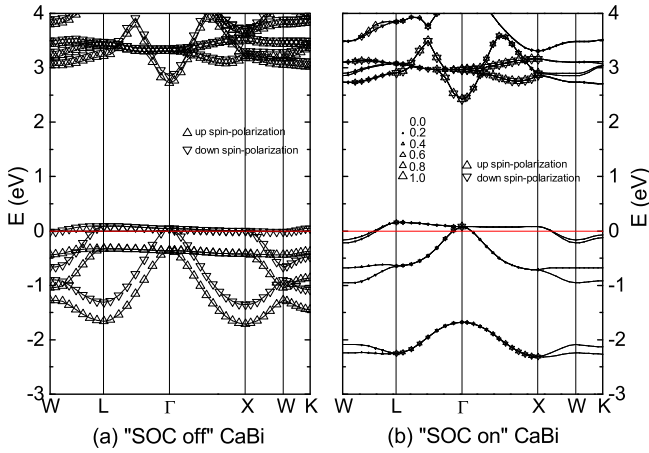 4
3
2
1
0
-1
-2
-3
E (eV)
W L Γ X W K
△ up spin-polarization
▽ down spin-polarization
(a) "SOC off" CaBi
4
3
2
1
0
-1
-2
-3
E (eV)
W L Γ X W K
0.0
0.2
0.4
0.6
0.8
1.0
△ up spin-polarization
▽ down spin-polarization
(b) "SOC on" CaBi